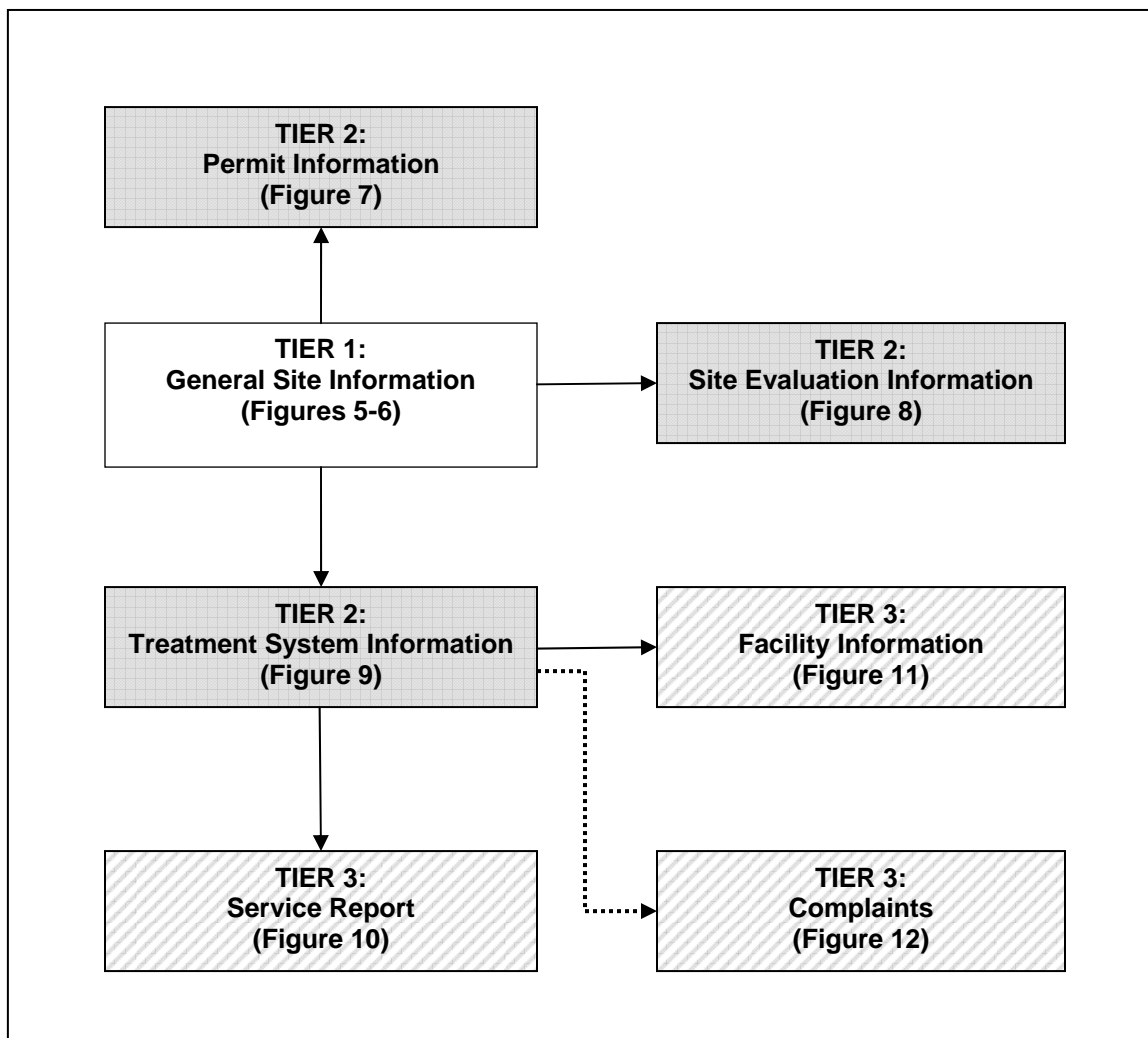 TIER 2:
Permit Information
(Figure 7)
TIER 1:
General Site Information
(Figures 5-6)
TIER 2:
Site Evaluation Information
(Figure 8)
TIER 2:
Treatment System Information
(Figure 9)
TIER 3:
Facility Information
(Figure 11)
TIER 3:
Service Report
(Figure 10)
TIER 3:
Complaints
(Figure 12)